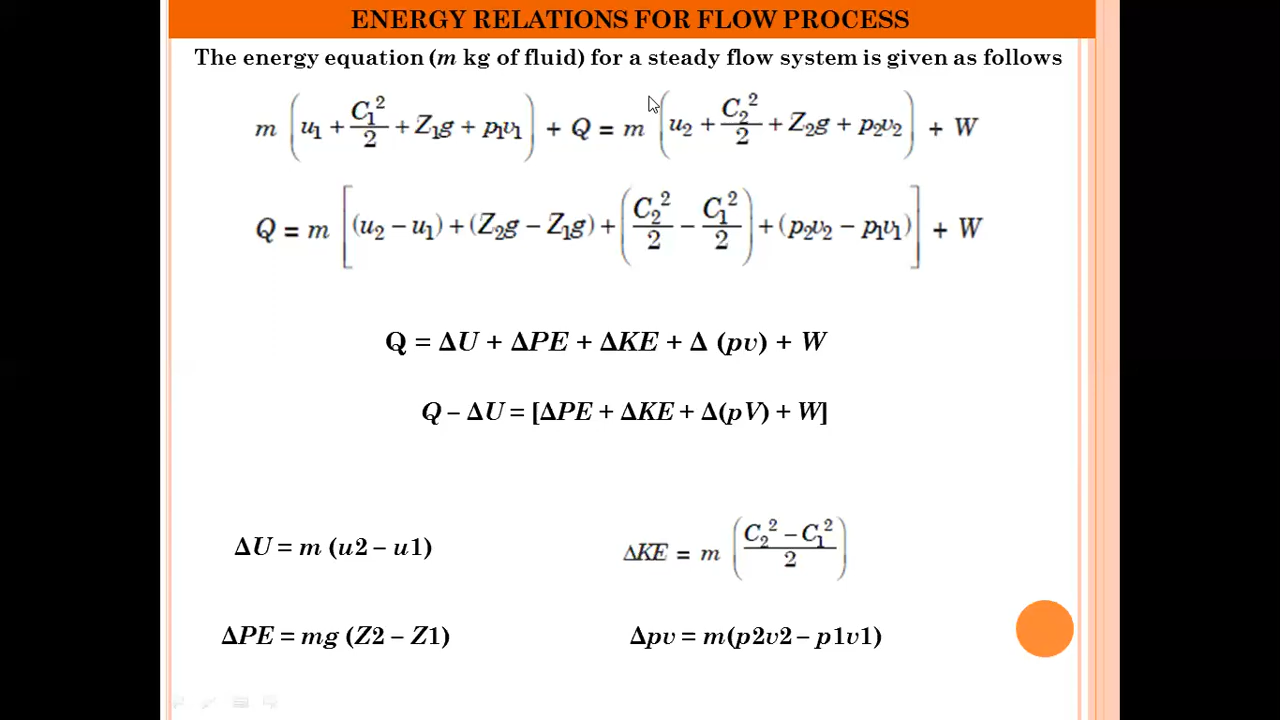 ENERGY RELATIONS FOR FLOW PROCESS
The energy equation (m kg of fluid) for a steady flow system is given as follows
m (u₁ + C₁²/2 + Z₁g + p₁v₁) + Q = m (u₂ + C₂²/2 + Z₂g + p₂v₂) + W
Q = m [(u₂ – u₁) + (Z₂g – Z₁g) + (C₂²/2 – C₁²/2) + (p₂v₂ – p₁v₁)] + W
Q = ΔU + ΔPE + ΔKE + Δ (pv) + W
Q – ΔU = [ΔPE + ΔKE + Δ(pV) + W]
ΔU = m (u2 – u1)
ΔKE = m (C₂² – C₁²/2)
ΔPE = mg (Z2 – Z1)
Δpv = m(p2v2 – p1v1)